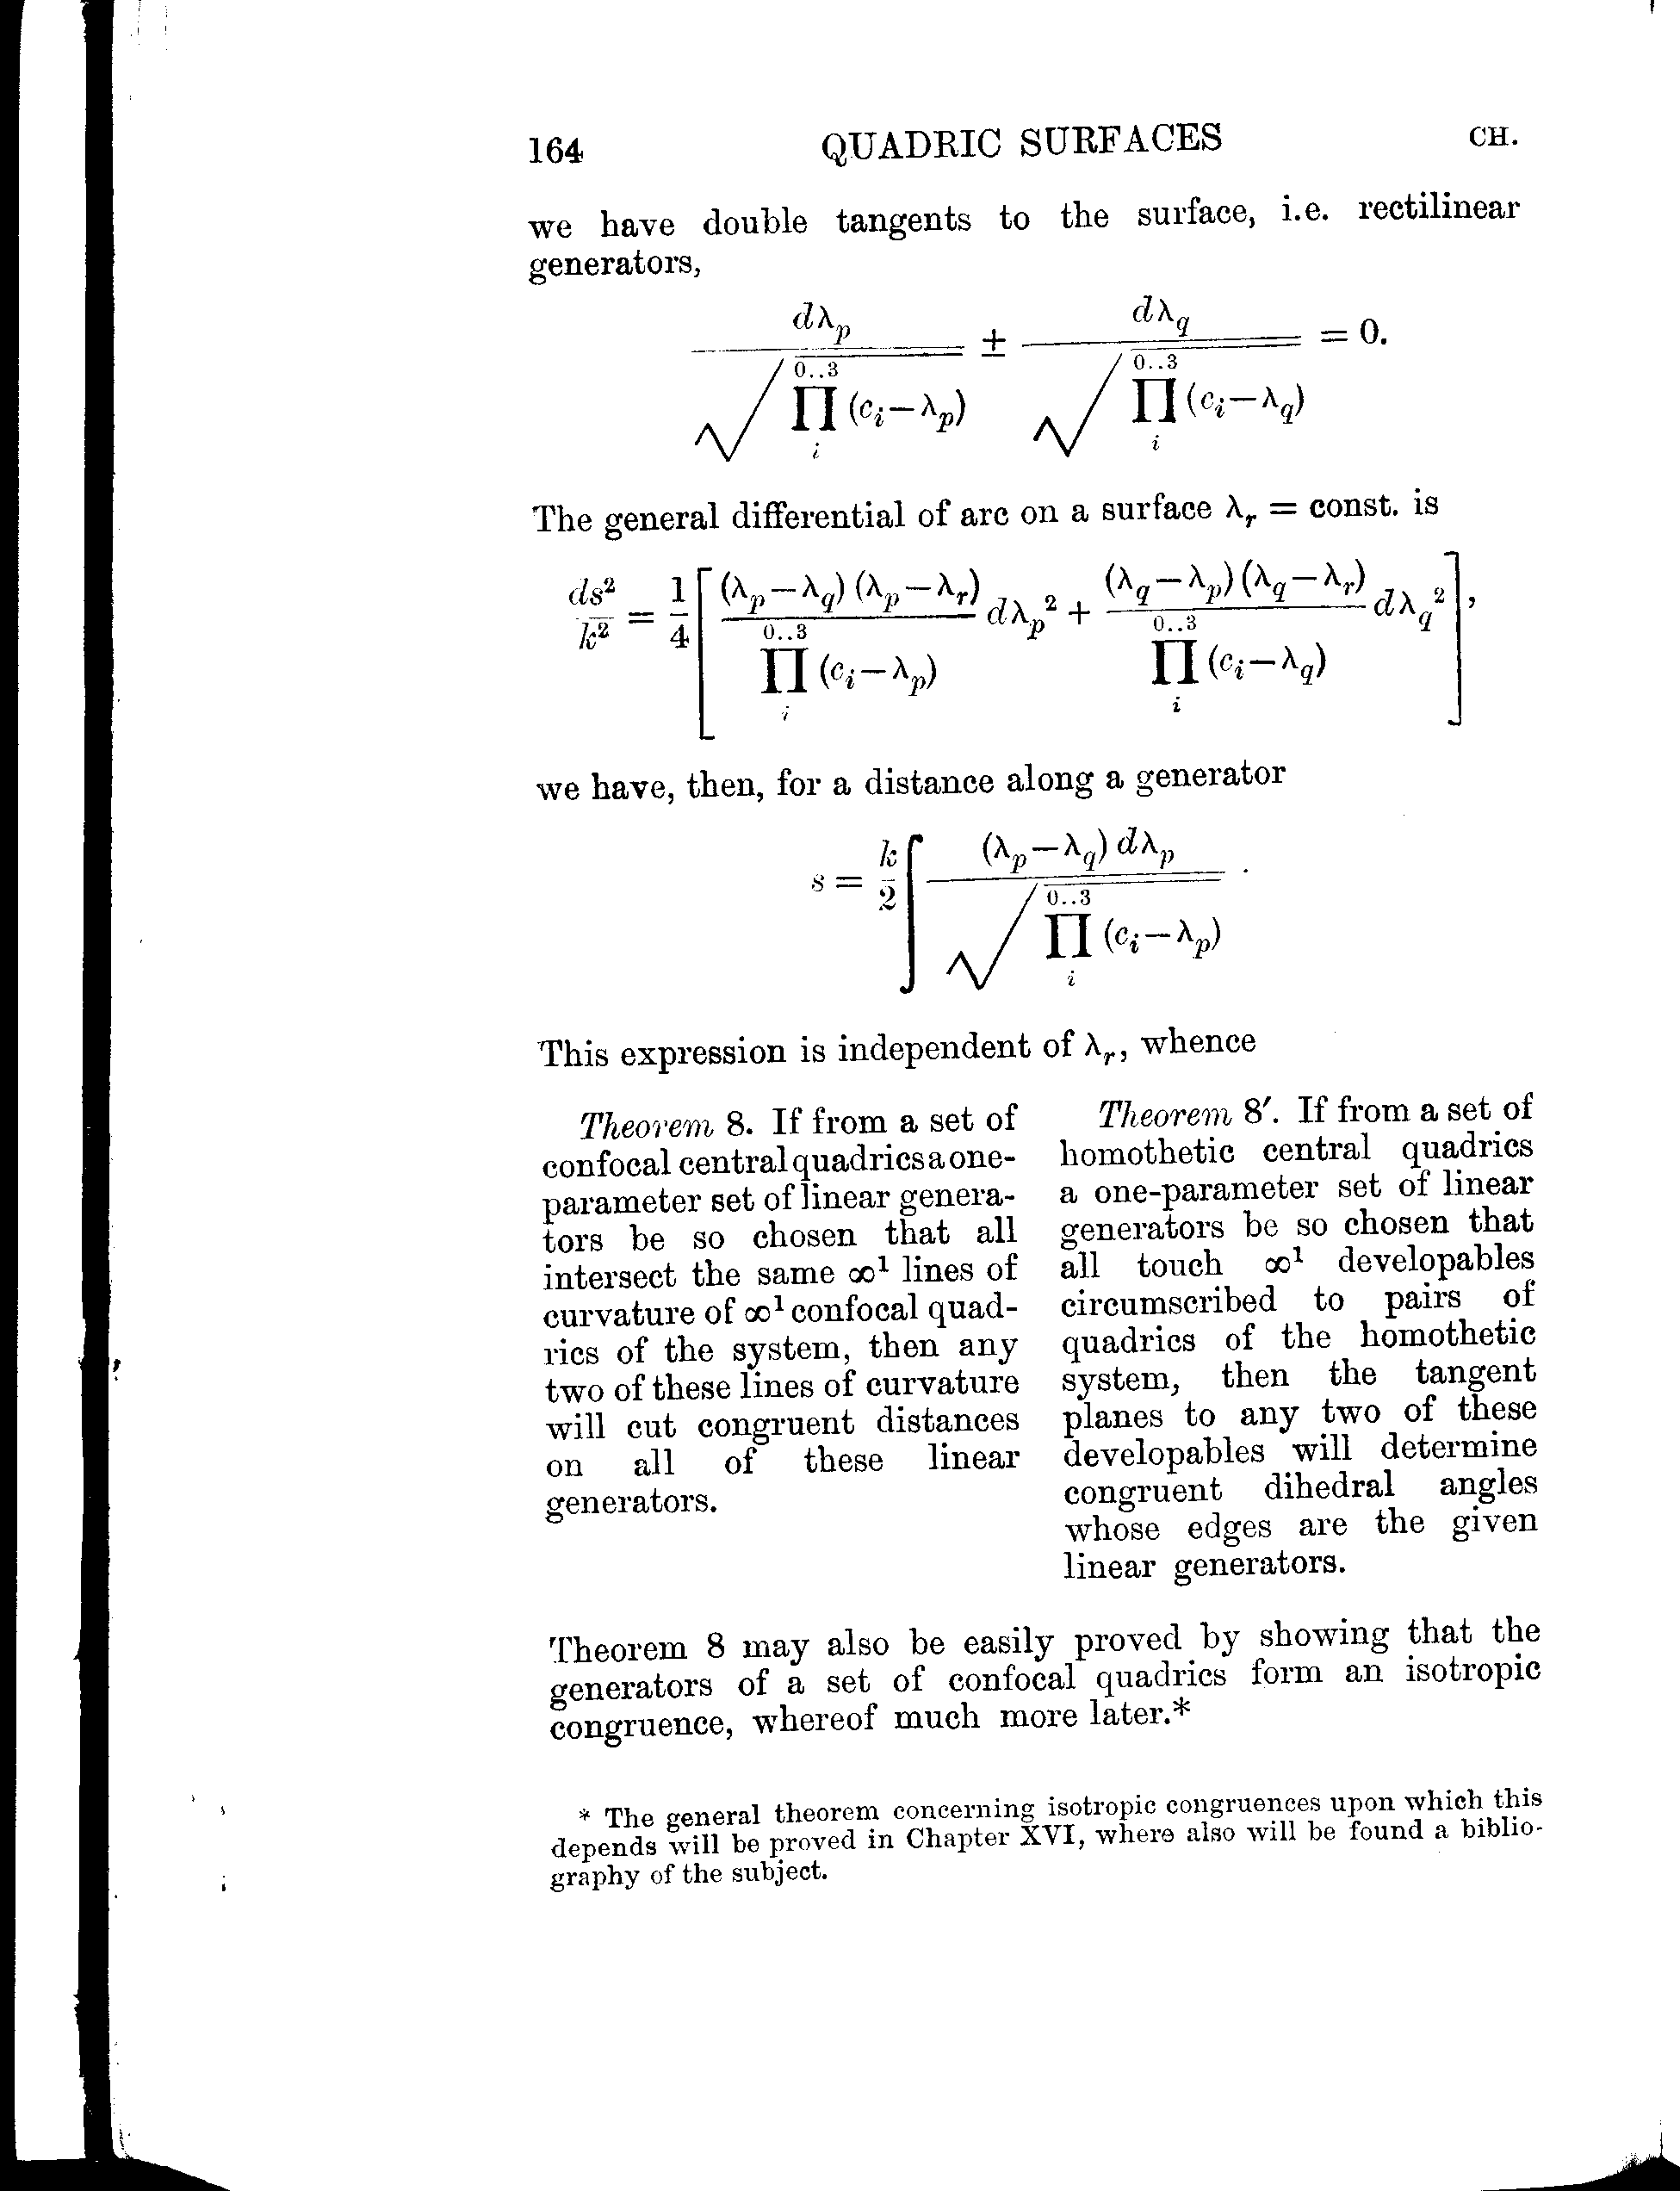 164 QUADRIC SURFACES CH.
we have double tangents to the surface, i.e. rectilinear
generators,
$$\frac{d\lambda_p}{\sqrt{\prod_i^{0..3}(c_i-\lambda_p)}} \pm \frac{d\lambda_q}{\sqrt{\prod_i^{0..3}(c_i-\lambda_q)}} = 0.$$
The general differential of arc on a surface λ_r = const. is
$$\frac{ds^2}{k^2} = \frac{1}{4}\left[\frac{(\lambda_p-\lambda_q)(\lambda_p-\lambda_r)}{\prod_i^{0..3}(c_i-\lambda_p)}d\lambda_p^2 + \frac{(\lambda_q-\lambda_p)(\lambda_q-\lambda_r)}{\prod_i^{0..3}(c_i-\lambda_q)}d\lambda_q^2\right],$$
we have, then, for a distance along a generator
$$s = \frac{k}{2}\int\frac{(\lambda_p-\lambda_q)\,d\lambda_p}{\sqrt{\prod_i^{0..3}(c_i-\lambda_p)}}.$$
This expression is independent of λ_r, whence
Theorem 8. If from a set of
confocal central quadrics a one-
parameter set of linear genera-
tors be so chosen that all
intersect the same ∞¹ lines of
curvature of ∞¹ confocal quad-
rics of the system, then any
two of these lines of curvature
will cut congruent distances
on all of these linear
generators.
Theorem 8′. If from a set of
homothetic central quadrics
a one-parameter set of linear
generators be so chosen that
all touch ∞¹ developables
circumscribed to pairs of
quadrics of the homothetic
system, then the tangent
planes to any two of these
developables will determine
congruent dihedral angles
whose edges are the given
linear generators.
Theorem 8 may also be easily proved by showing that the
generators of a set of confocal quadrics form an isotropic
congruence, whereof much more later.*
* The general theorem concerning isotropic congruences upon which this
depends will be proved in Chapter XVI, where also will be found a biblio-
graphy of the subject.